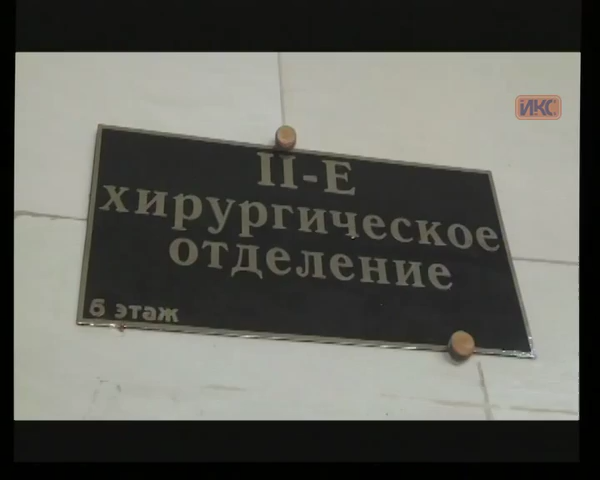 ИКС
II-Е
хирургическое
отделение
6 этаж